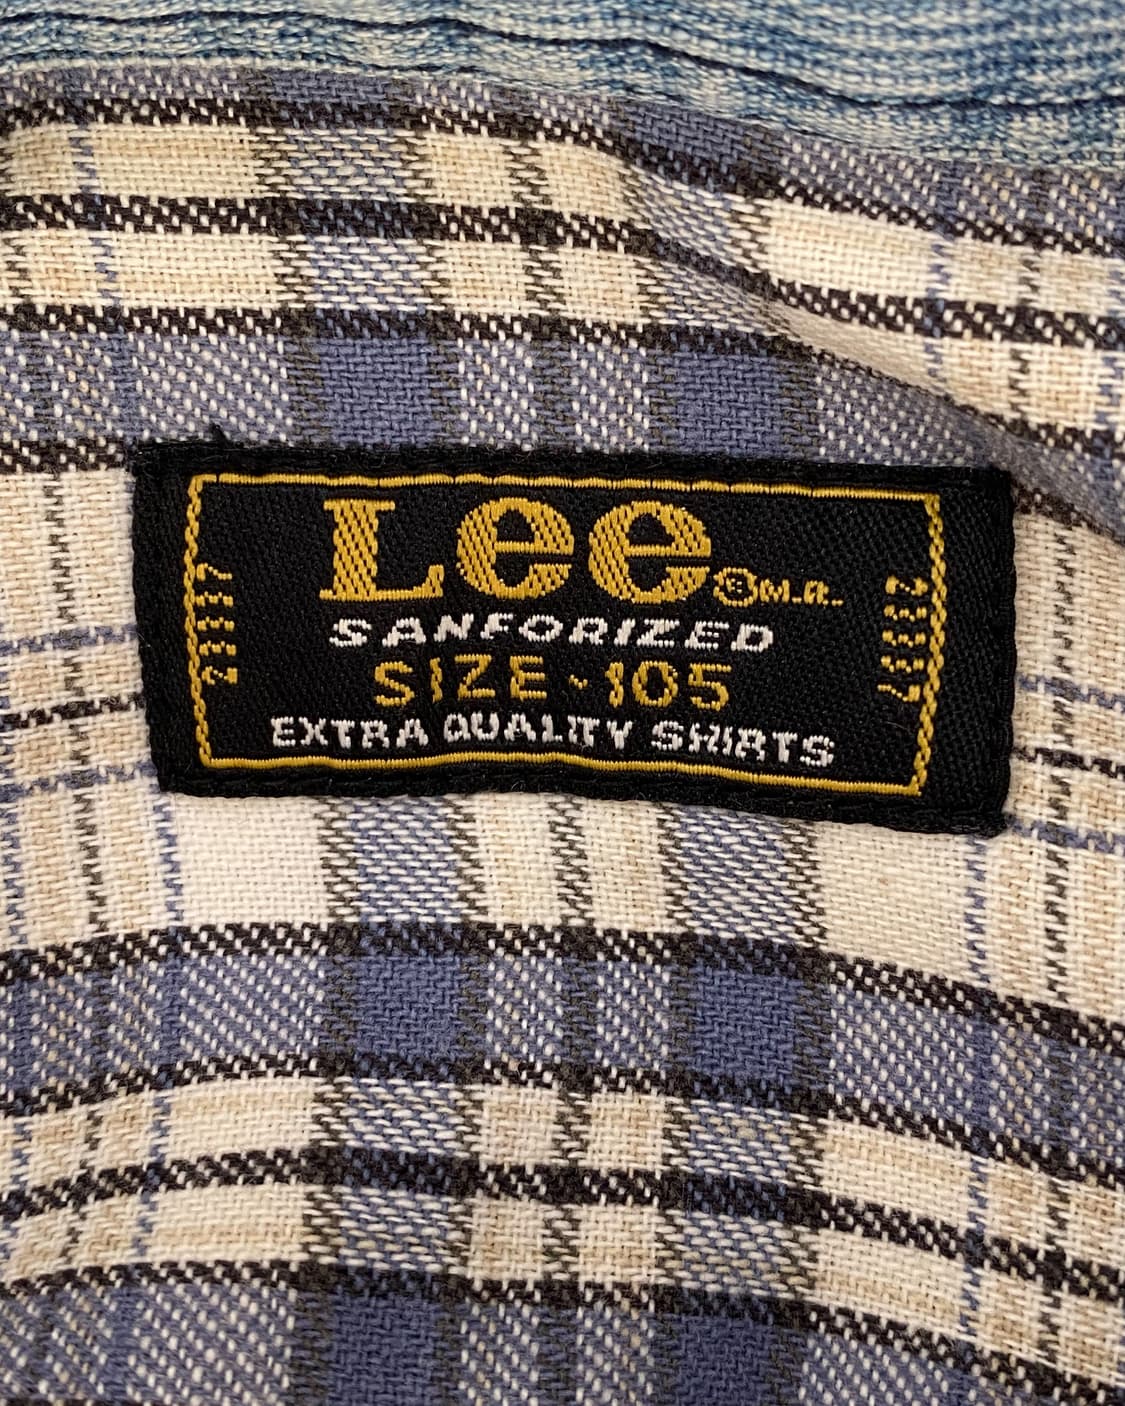 Lee ® M.R.
SANFORIZED
SIZE-105
EXTRA QUALITY SHIRTS